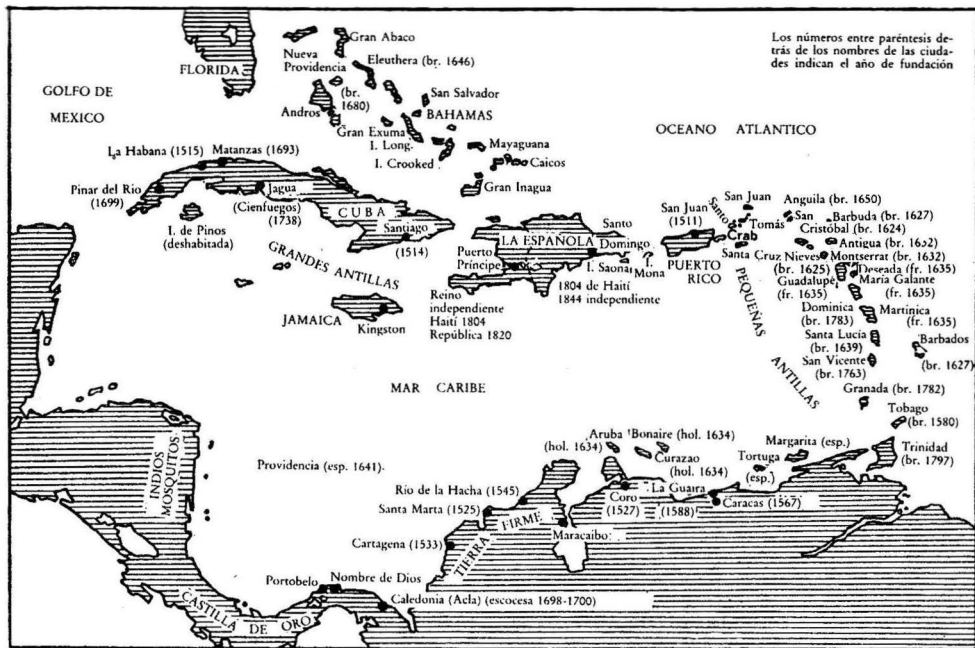 Los números entre paréntesis de-
trás de los nombres de las ciuda-
des indican el año de fundación
Gran Abaco
Nueva
Providencia
(br.
1680)
FLORIDA
Eleuthera (br. 1646)
GOLFO DE
MEXICO
San Salvador
Andros
BAHAMAS
Gran Exuma
I. Long.
I. Crooked
OCEANO ATLANTICO
Mayaguana
Caicos
Gran Inagua
La Habana (1515)
Matanzas (1693)
Pinar del Rio
(1699)
Jagua
(Cienfuegos)
(1738)
I. de Pinos
(deshabitada)
CUBA
Santiago
(1514)
GRANDES ANTILLAS
JAMAICA
Kingston
LA ESPAÑOLA
Santo
Domingo
Puerto
Príncipe
I. Saona
Mona
Reino
independiente
Haití 1804
República 1820
1804
de Haití
1844 independiente
San Juan
(1511)
PUERTO
RICO
San Juan
Santo
Tomás
Crab
Santa
Cruz
Anguila (br. 1650)
San
Cristóbal
(br. 1624)
Barbuda (br. 1627)
Antigua (br. 1632)
Nieves
(br. 1625)
Montserrat (br. 1632)
Deseada (fr. 1635)
Guadalupe
(fr. 1635)
María Galante
(fr. 1635)
Dominica
(br. 1783)
Martinica
(fr. 1635)
Santa Lucía
(br. 1639)
Barbados
(br. 1627)
San Vicente
(br. 1763)
PEQUEÑAS ANTILLAS
Granada (br. 1782)
Tobago
(br. 1580)
Trinidad
(br. 1797)
MAR CARIBE
INDIOS
MOSQUITOS
Providencia (esp. 1641).
Aruba
(hol. 1634)
Bonaire (hol. 1634)
Curazao
(hol. 1634)
Margarita (esp.)
Tortuga
(esp.)
Río de la Hacha (1545)
Santa Marta (1525)
Cartagena (1533)
TIERRA FIRME
Coro
(1527)
La Guaira
(1588)
Caracas (1567)
Maracaibo
Portobelo
Nombre de Dios
Caledonia (Acla) (escocesa 1698-1700)
CASTILLA DE ORO